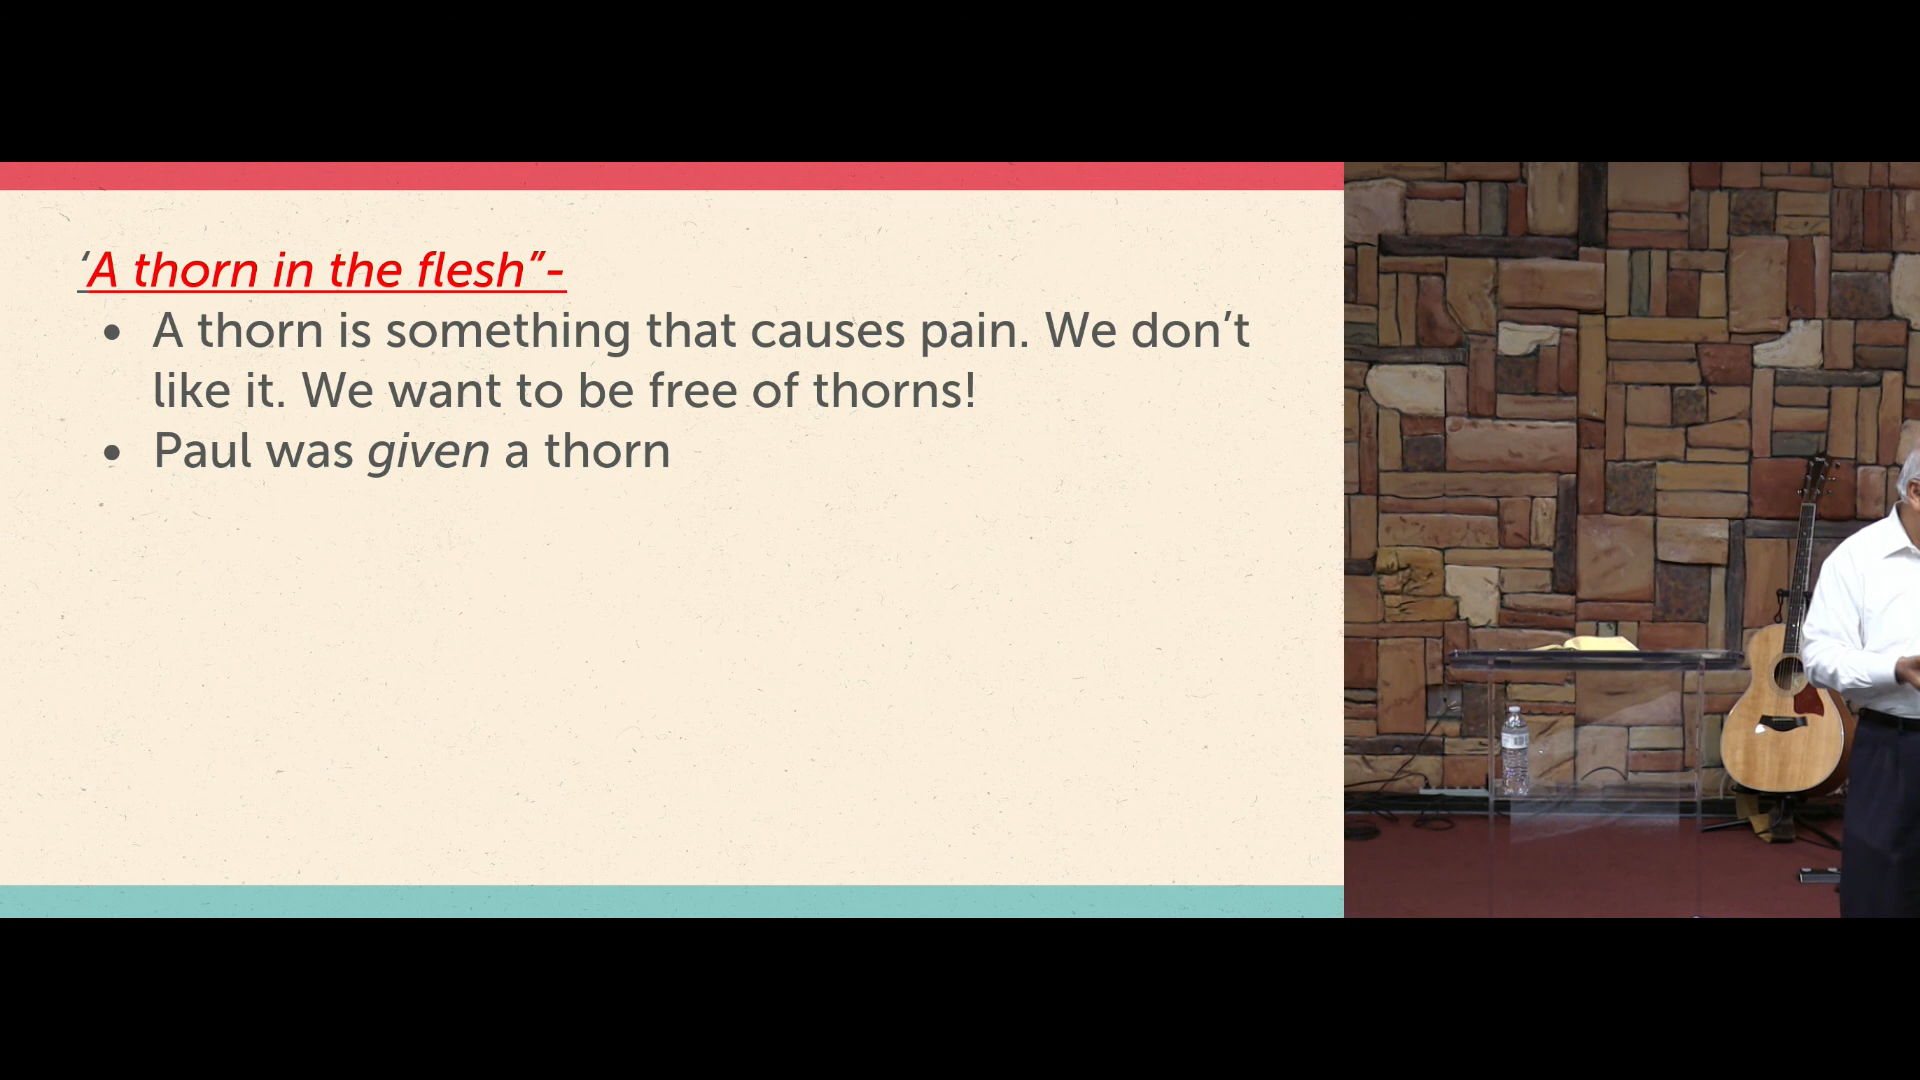 ‘A thorn in the flesh”-
• A thorn is something that causes pain. We don’t
like it. We want to be free of thorns!
• Paul was given a thorn